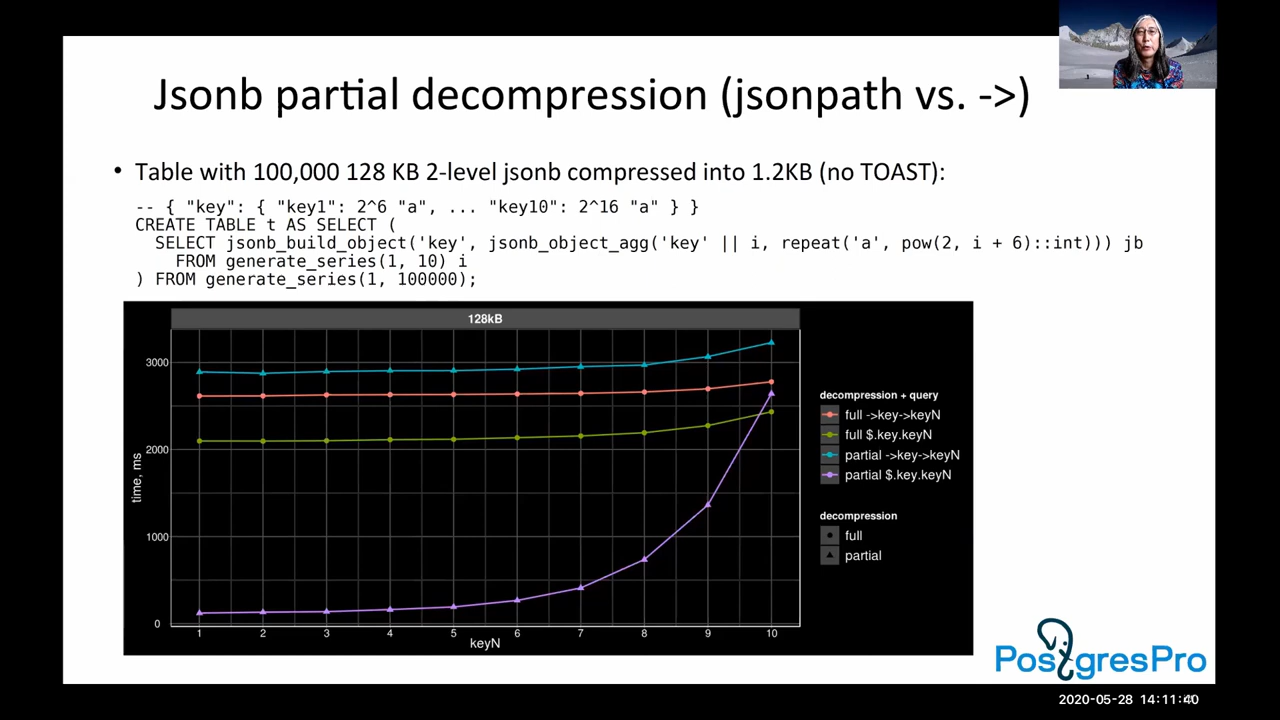 Jsonb partial decompression (jsonpath vs. ->)
• Table with 100,000 128 KB 2-level jsonb compressed into 1.2KB (no TOAST):
-- { "key": { "key1": 2^6 "a", ... "key10": 2^16 "a" } }
CREATE TABLE t AS SELECT (
SELECT jsonb_build_object('key', jsonb_object_agg('key' || i, repeat('a', pow(2, i + 6)::int))) jb
FROM generate_series(1, 10) i
) FROM generate_series(1, 100000);
128kB
3000
2000
1000
0
time, ms
1 2 3 4 5 6 7 8 9 10
keyN
decompression + query
full ->key->keyN
full $.key.keyN
partial ->key->keyN
partial $.key.keyN
decompression
full
partial
PostgresPro
2020-05-28 14:11:40